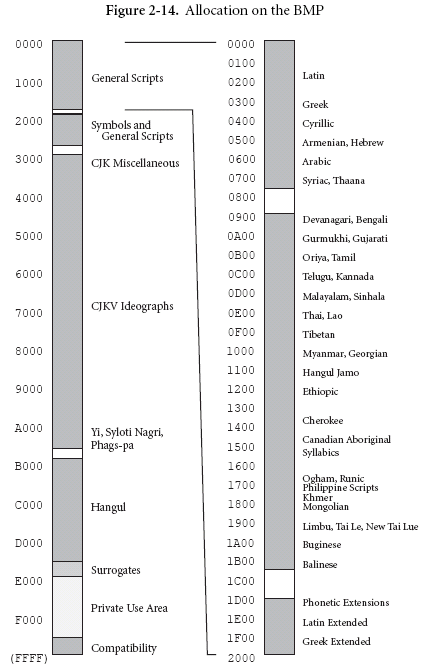 Figure 2-14. Allocation on the BMP
0000
1000
2000
3000
4000
5000
6000
7000
8000
9000
A000
B000
C000
D000
E000
F000
(FFFF)
General Scripts
Symbols and
General Scripts
CJK Miscellaneous
CJKV Ideographs
Yi, Syloti Nagri,
Phags-pa
Hangul
Surrogates
Private Use Area
Compatibility
0000
0100
0200
0300
0400
0500
0600
0700
0800
0900
0A00
0B00
0C00
0D00
0E00
0F00
1000
1100
1200
1300
1400
1500
1600
1700
1800
1900
1A00
1B00
1C00
1D00
1E00
1F00
2000
Latin
Greek
Cyrillic
Armenian, Hebrew
Arabic
Syriac, Thaana
Devanagari, Bengali
Gurmukhi, Gujarati
Oriya, Tamil
Telugu, Kannada
Malayalam, Sinhala
Thai, Lao
Tibetan
Myanmar, Georgian
Hangul Jamo
Ethiopic
Cherokee
Canadian Aboriginal
Syllabics
Ogham, Runic
Philippine Scripts
Khmer
Mongolian
Limbu, Tai Le, New Tai Lue
Buginese
Balinese
Phonetic Extensions
Latin Extended
Greek Extended